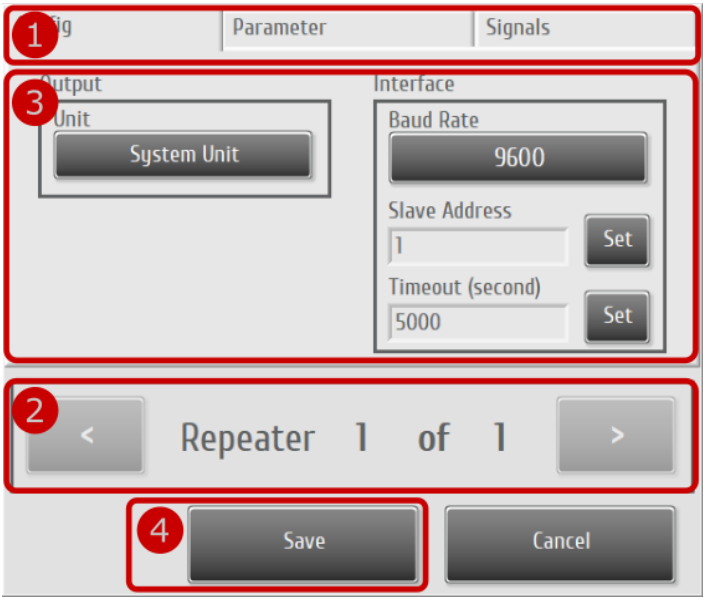 1 fig Parameter Signals
3 Output Interface
Unit Baud Rate
System Unit 9600
Slave Address
1 Set
Timeout (second)
5000 Set
2 < Repeater 1 of 1 >
4 Save Cancel